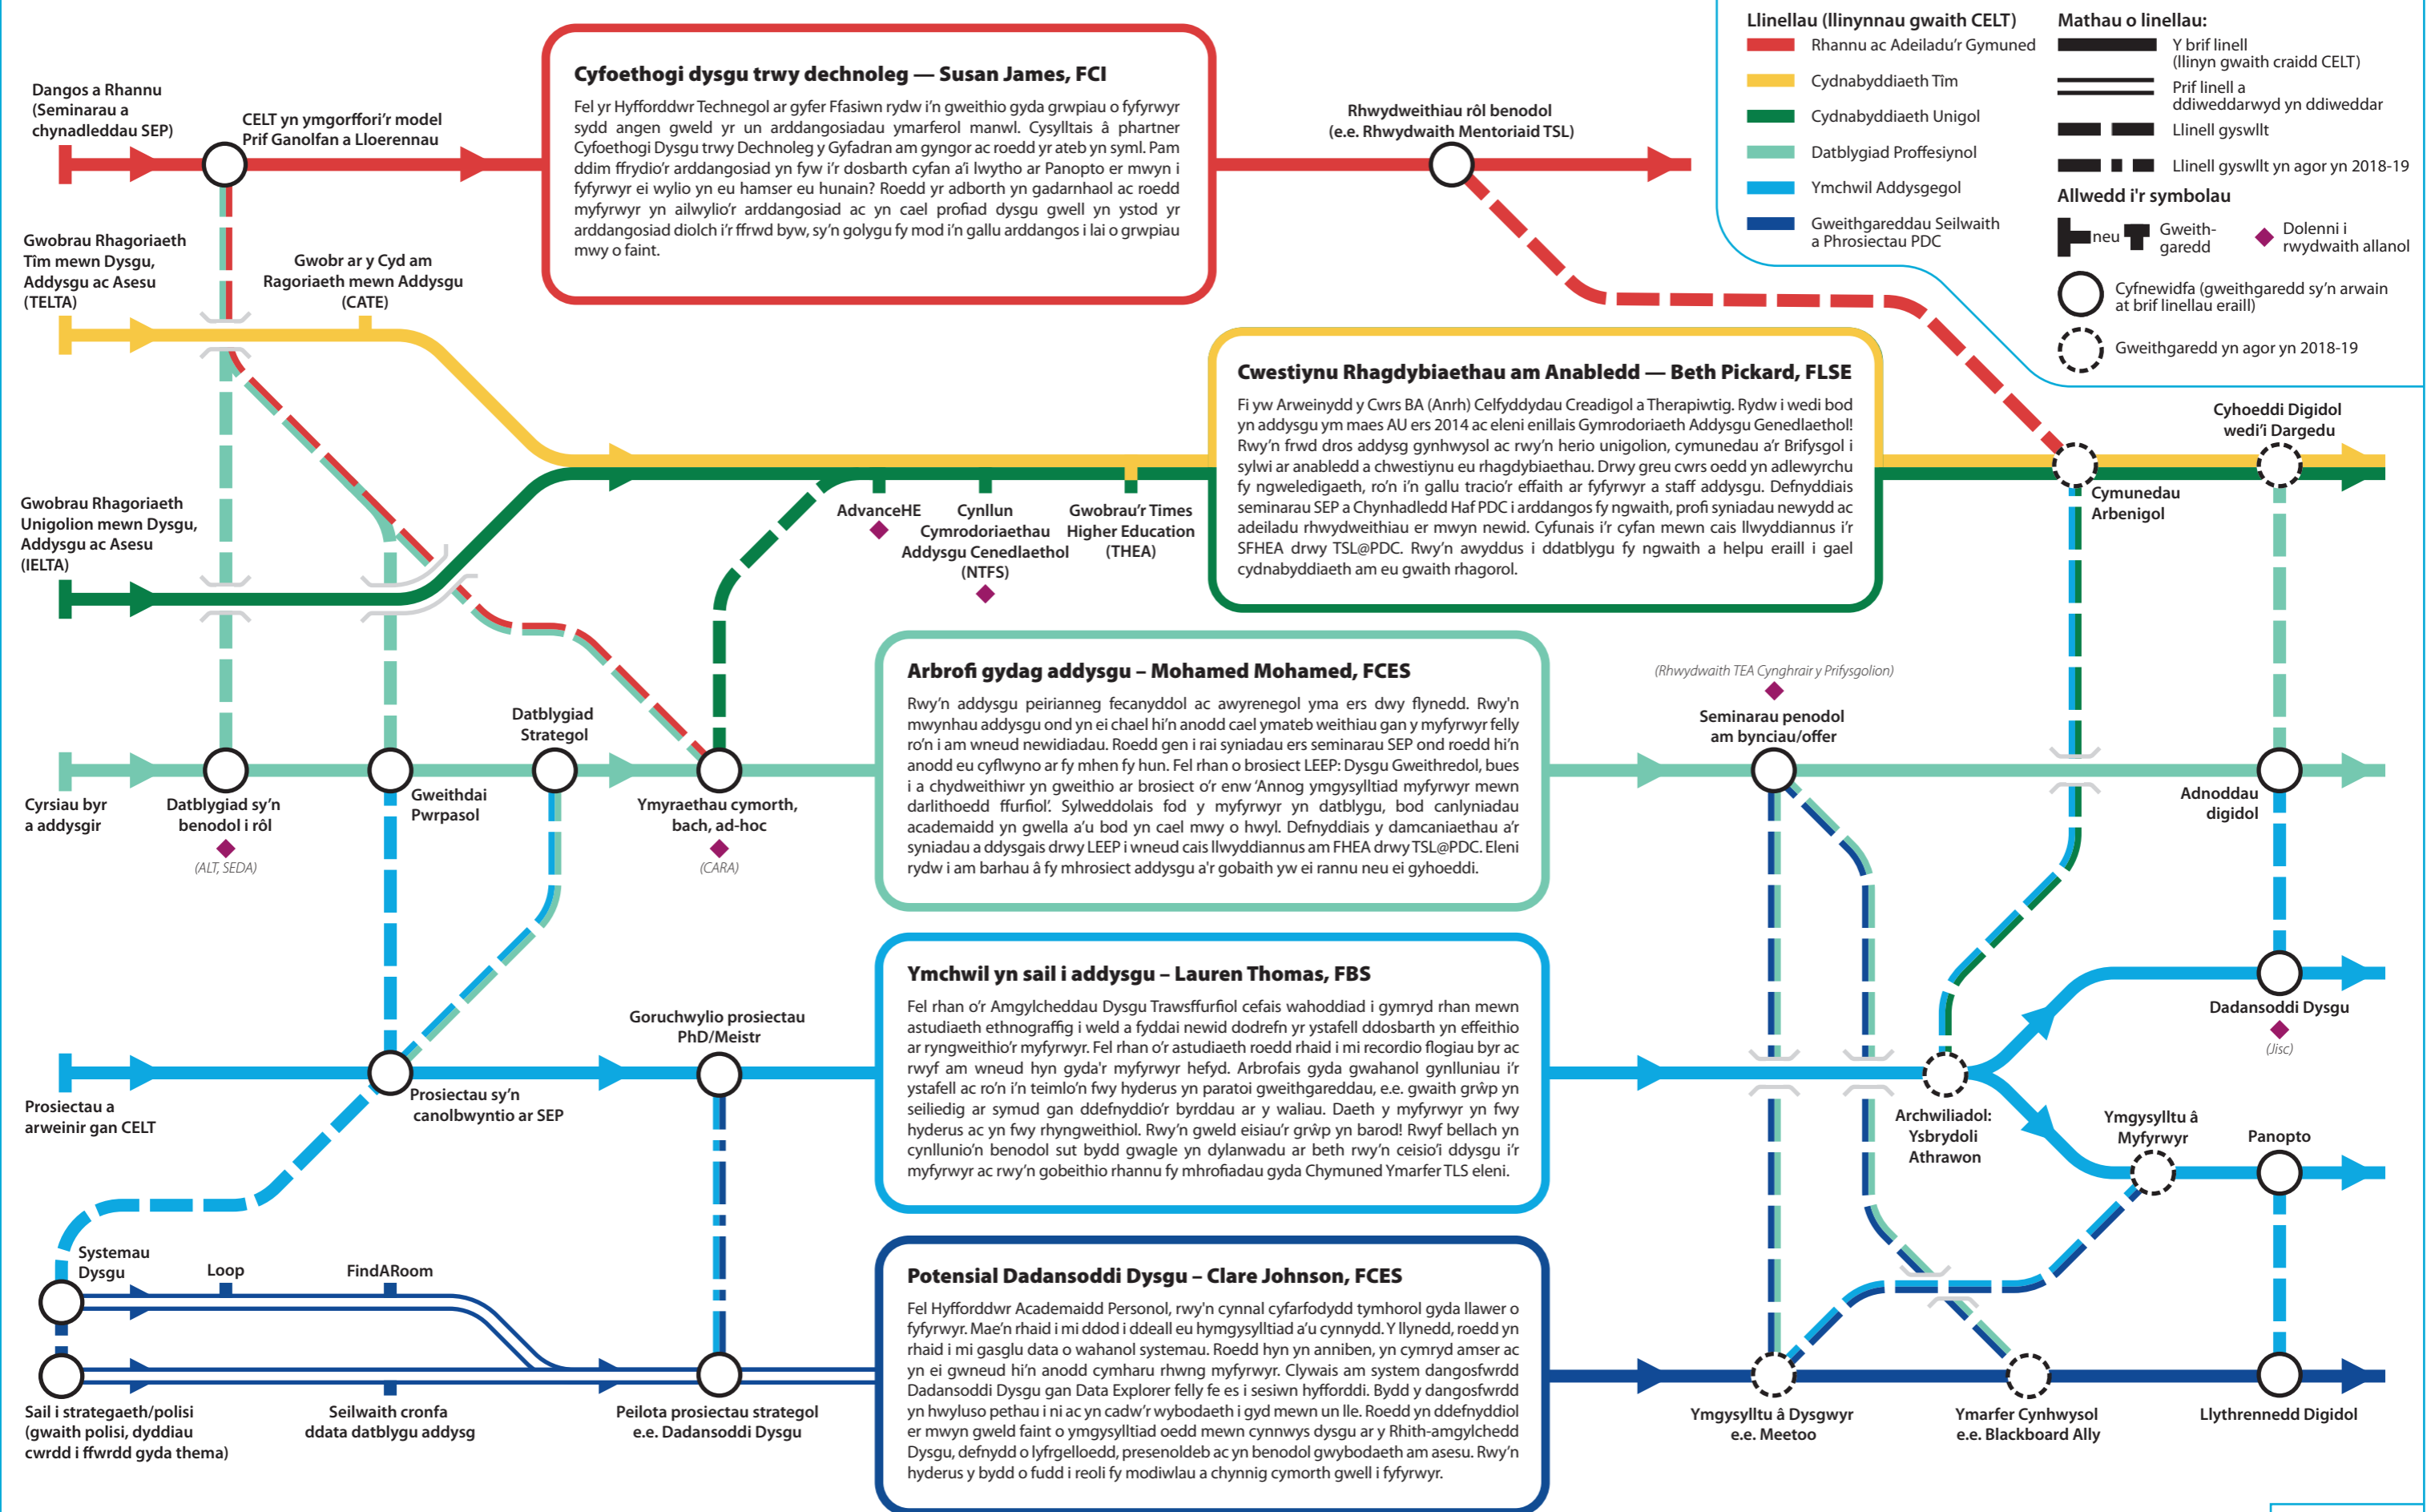 Llinellau (llinynnau gwaith CELT)
Rhannu ac Adeiladu'r Gymuned
Cydnabyddiaeth Tîm
Cydnabyddiaeth Unigol
Datblygiad Proffesiynol
Ymchwil Addysgegol
Gweithgareddau Seilwaith
a Phrosiectau PDC
Mathau o linellau:
Y brif linell
(llinyn gwaith craidd CELT)
Prif linell a
ddiweddarwyd yn ddiweddar
Llinell gyswllt
Llinell gyswllt yn agor yn 2018-19
Allwedd i'r symbolau
neu
Gweith-
garedd
Dolenni i
rwydwaith allanol
Cyfnewidfa (gweithgaredd sy'n arwain
at brif linellau eraill)
Gweithgaredd yn agor yn 2018-19
Dangos a Rhannu
(Seminarau a
chynadleddau SEP)
CELT yn ymgorffori'r model
Prif Ganolfan a Lloerennau
Cyfoethogi dysgu trwy dechnoleg — Susan James, FCI
Fel yr Hyfforddwr Technegol ar gyfer Ffasiwn rydw i'n gweithio gyda grwpiau o fyfyrwyr
sydd angen gweld yr un arddangosiadau ymarferol manwl. Cysylltais â phartner
Cyfoethogi Dysgu trwy Dechnoleg y Gyfadran am gyngor ac roedd yr ateb yn syml. Pam
ddim ffrydio'r arddangosiad yn fyw i'r dosbarth cyfan a'i lwytho ar Panopto er mwyn i
fyfyrwyr ei wylio yn eu hamser eu hunain? Roedd yr adborth yn gadarnhaol ac roedd
myfyrwyr yn ailwylio'r arddangosiad ac yn cael profiad dysgu gwell yn ystod yr
arddangosiad diolch i'r ffrwd byw, sy'n golygu fy mod i'n gallu arddangos i lai o grwpiau
mwy o faint.
Rhwydweithiau rôl benodol
(e.e. Rhwydwaith Mentoriaid TSL)
Gwobrau Rhagoriaeth
Tîm mewn Dysgu,
Addysgu ac Asesu
(TELTA)
Gwobr ar y Cyd am
Ragoriaeth mewn Addysgu
(CATE)
Gwobrau Rhagoriaeth
Unigolion mewn Dysgu,
Addysgu ac Asesu
(IELTA)
AdvanceHE
Cynllun
Cymrodoriaethau
Addysgu Cenedlaethol
(NTFS)
Gwobrau'r Times
Higher Education
(THEA)
Cwestiynu Rhagdybiaethau am Anabledd — Beth Pickard, FLSE
Fi yw Arweinydd y Cwrs BA (Anrh) Celfyddydau Creadigol a Therapiwtig. Rydw i wedi bod
yn addysgu ym maes AU ers 2014 ac eleni enillais Gymrodoriaeth Addysgu Genedlaethol!
Rwy'n frwd dros addysg gynhwysol ac rwy'n herio unigolion, cymunedau a'r Brifysgol i
sylwi ar anabledd a chwestiynu eu rhagdybiaethau. Drwy greu cwrs oedd yn adlewyrchu
fy ngweledigaeth, ro'n i'n gallu tracio'r effaith ar fyfyrwyr a staff addysgu. Defnyddiais
seminarau SEP a Chynhadledd Haf PDC i arddangos fy ngwaith, profi syniadau newydd ac
adeiladu rhwydweithiau er mwyn newid. Cyfunais i'r cyfan mewn cais llwyddiannus i'r
SFHEA drwy TSL@PDC. Rwy'n awyddus i ddatblygu fy ngwaith a helpu eraill i gael
cydnabyddiaeth am eu gwaith rhagorol.
Cymunedau
Arbenigol
Cyhoeddi Digidol
wedi'i Dargedu
Cyrsiau byr
a addysgir
Datblygiad sy'n
benodol i rôl
(ALT, SEDA)
Gweithdai
Pwrpasol
Datblygiad
Strategol
Ymyraethau cymorth,
bach, ad-hoc
(CARA)
Arbrofi gydag addysgu – Mohamed Mohamed, FCES
Rwy'n addysgu peirianneg fecanyddol ac awyrenegol yma ers dwy flynedd. Rwy'n
mwynhau addysgu ond yn ei chael hi'n anodd cael ymateb weithiau gan y myfyrwyr felly
ro'n i am wneud newidiadau. Roedd gen i rai syniadau ers seminarau SEP ond roedd hi'n
anodd eu cyflwyno ar fy mhen fy hun. Fel rhan o brosiect LEEP: Dysgu Gweithredol, bues
i a chydweithiwr yn gweithio ar brosiect o'r enw 'Annog ymgysylltiad myfyrwyr mewn
darlithoedd ffurfiol'. Sylweddolais fod y myfyrwyr yn datblygu, bod canlyniadau
academaidd yn gwella a'u bod yn cael mwy o hwyl. Defnyddiais y damcaniaethau a'r
syniadau a ddysgais drwy LEEP i wneud cais llwyddiannus am FHEA drwy TSL@PDC. Eleni
rydw i am barhau â fy mhrosiect addysgu a'r gobaith yw ei rannu neu ei gyhoeddi.
(Rhwydwaith TEA Cynghrair y Prifysgolion)
Seminarau penodol
am bynciau/offer
Adnoddau
digidol
Prosiectau a
arweinir gan CELT
Prosiectau sy'n
canolbwyntio ar SEP
Goruchwylio prosiectau
PhD/Meistr
Ymchwil yn sail i addysgu – Lauren Thomas, FBS
Fel rhan o'r Amgylcheddau Dysgu Trawsffurfiol cefais wahoddiad i gymryd rhan mewn
astudiaeth ethnograffig i weld a fyddai newid dodrefn yr ystafell ddosbarth yn effeithio
ar ryngweithio'r myfyrwyr. Fel rhan o'r astudiaeth roedd rhaid i mi recordio flogiau byr ac
rwyf am wneud hyn gyda'r myfyrwyr hefyd. Arbrofais gyda gwahanol gynlluniau i'r
ystafell ac ro'n i'n teimlo'n fwy hyderus yn paratoi gweithgareddau, e.e. gwaith grŵp yn
seiliedig ar symud gan ddefnyddio'r byrddau ar y waliau. Daeth y myfyrwyr yn fwy
hyderus ac yn fwy rhyngweithiol. Rwy'n gweld eisiau'r grŵp yn barod! Rwyf bellach yn
cynllunio'n benodol sut bydd gwagle yn dylanwadu ar beth rwy'n ceisio'i ddysgu i'r
myfyrwyr ac rwy'n gobeithio rhannu fy mhrofiadau gyda Chymuned Ymarfer TLS eleni.
Dadansoddi Dysgu
(Jisc)
Archwiliadol:
Ysbrydoli
Athrawon
Ymgysylltu â
Myfyrwyr
Panopto
Systemau
Dysgu
Loop
FindARoom
Sail i strategaeth/polisi
(gwaith polisi, dyddiau
cwrdd i ffwrdd gyda thema)
Seilwaith cronfa
ddata datblygu addysg
Peilota prosiectau strategol
e.e. Dadansoddi Dysgu
Potensial Dadansoddi Dysgu – Clare Johnson, FCES
Fel Hyfforddwr Academaidd Personol, rwy'n cynnal cyfarfodydd tymhorol gyda llawer o
fyfyrwyr. Mae'n rhaid i mi ddod i ddeall eu hymgysylltiad a'u cynnydd. Y llynedd, roedd yn
rhaid i mi gasglu data o wahanol systemau. Roedd hyn yn anniben, yn cymryd amser ac
yn ei gwneud hi'n anodd cymharu rhwng myfyrwyr. Clywais am system dangosfwrdd
Dadansoddi Dysgu gan Data Explorer felly fe es i sesiwn hyfforddi. Bydd y dangosfwrdd
yn hwyluso pethau i ni ac yn cadw'r wybodaeth i gyd mewn un lle. Roedd yn ddefnyddiol
er mwyn gweld faint o ymgysylltiad oedd mewn cynnwys dysgu ar y Rhith-amgylchedd
Dysgu, defnydd o lyfrgelloedd, presenoldeb ac yn benodol gwybodaeth am asesu. Rwy'n
hyderus y bydd o fudd i reoli fy modiwlau a chynnig cymorth gwell i fyfyrwyr.
Ymgysylltu â Dysgwyr
e.e. Meetoo
Ymarfer Cynhwysol
e.e. Blackboard Ally
Llythrennedd Digidol